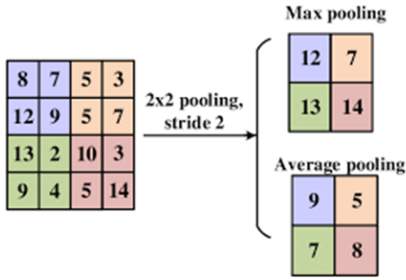 8 7 5 3
12 9 5 7
13 2 10 3
9 4 5 14
2x2 pooling,
stride 2
Max pooling
12 7
13 14
Average pooling
9 5
7 8